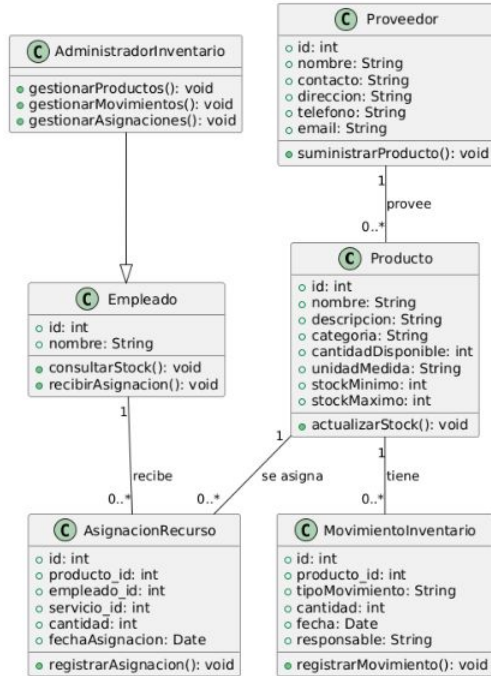 C AdministradorInventario
gestionarProductos(): void
gestionarMovimientos(): void
gestionarAsignaciones(): void
C Proveedor
id: int
nombre: String
contacto: String
direccion: String
telefono: String
email: String
suministrarProducto(): void
1
provee
0..*
C Empleado
id: int
nombre: String
consultarStock(): void
recibirAsignacion(): void
C Producto
id: int
nombre: String
descripcion: String
categoria: String
cantidadDisponible: int
unidadMedida: String
stockMinimo: int
stockMaximo: int
actualizarStock(): void
1
recibe
0..*
1
se asigna
0..*
1
tiene
0..*
C AsignacionRecurso
id: int
producto_id: int
empleado_id: int
servicio_id: int
cantidad: int
fechaAsignacion: Date
registrarAsignacion(): void
C MovimientoInventario
id: int
producto_id: int
tipoMovimiento: String
cantidad: int
fecha: Date
responsable: String
registrarMovimiento(): void